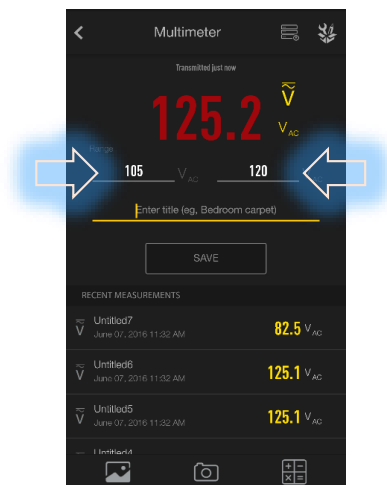 Multimeter
Transmitted just now
125.2 V
V AC
Range
105 V AC 120
Enter title (eg, Bedroom carpet)
SAVE
RECENT MEASUREMENTS
Untitled7
V June 07, 2016 11:32 AM 82.5 V AC
Untitled6
V June 07, 2016 11:32 AM 125.1 V AC
Untitled5
V June 07, 2016 11:32 AM 125.1 V AC
Untitled4